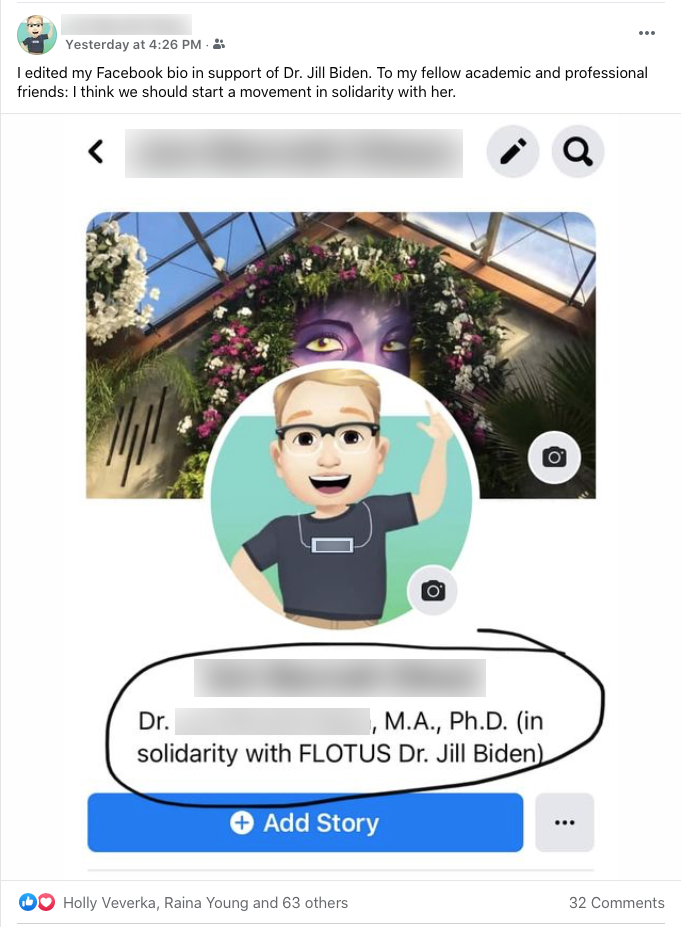 Yesterday at 4:26 PM ·
I edited my Facebook bio in support of Dr. Jill Biden. To my fellow academic and professional
friends: I think we should start a movement in solidarity with her.
Dr. , M.A., Ph.D. (in
solidarity with FLOTUS Dr. Jill Biden)
Add Story
Holly Veverka, Raina Young and 63 others
32 Comments